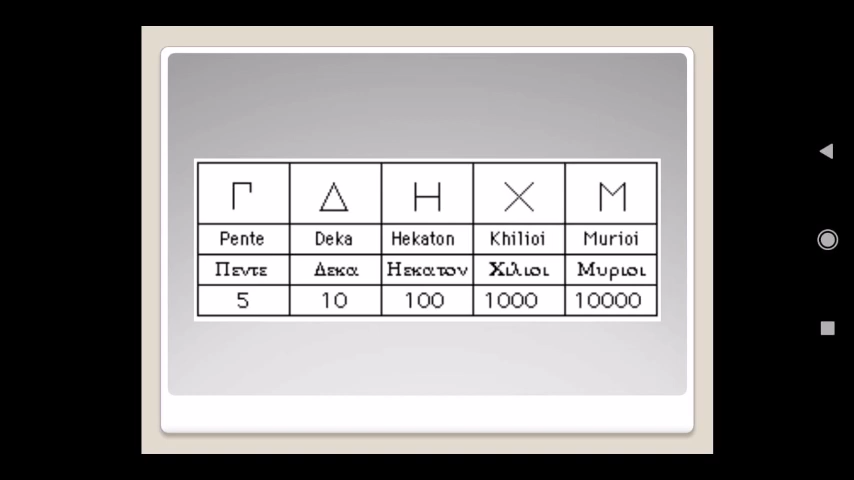 Γ Δ Η Χ Μ
Pente Deka Hekaton Khilioi Murioi
Πεντε Δεκα Ηεκατον Χιλιοι Μυριοι
5 10 100 1000 10000